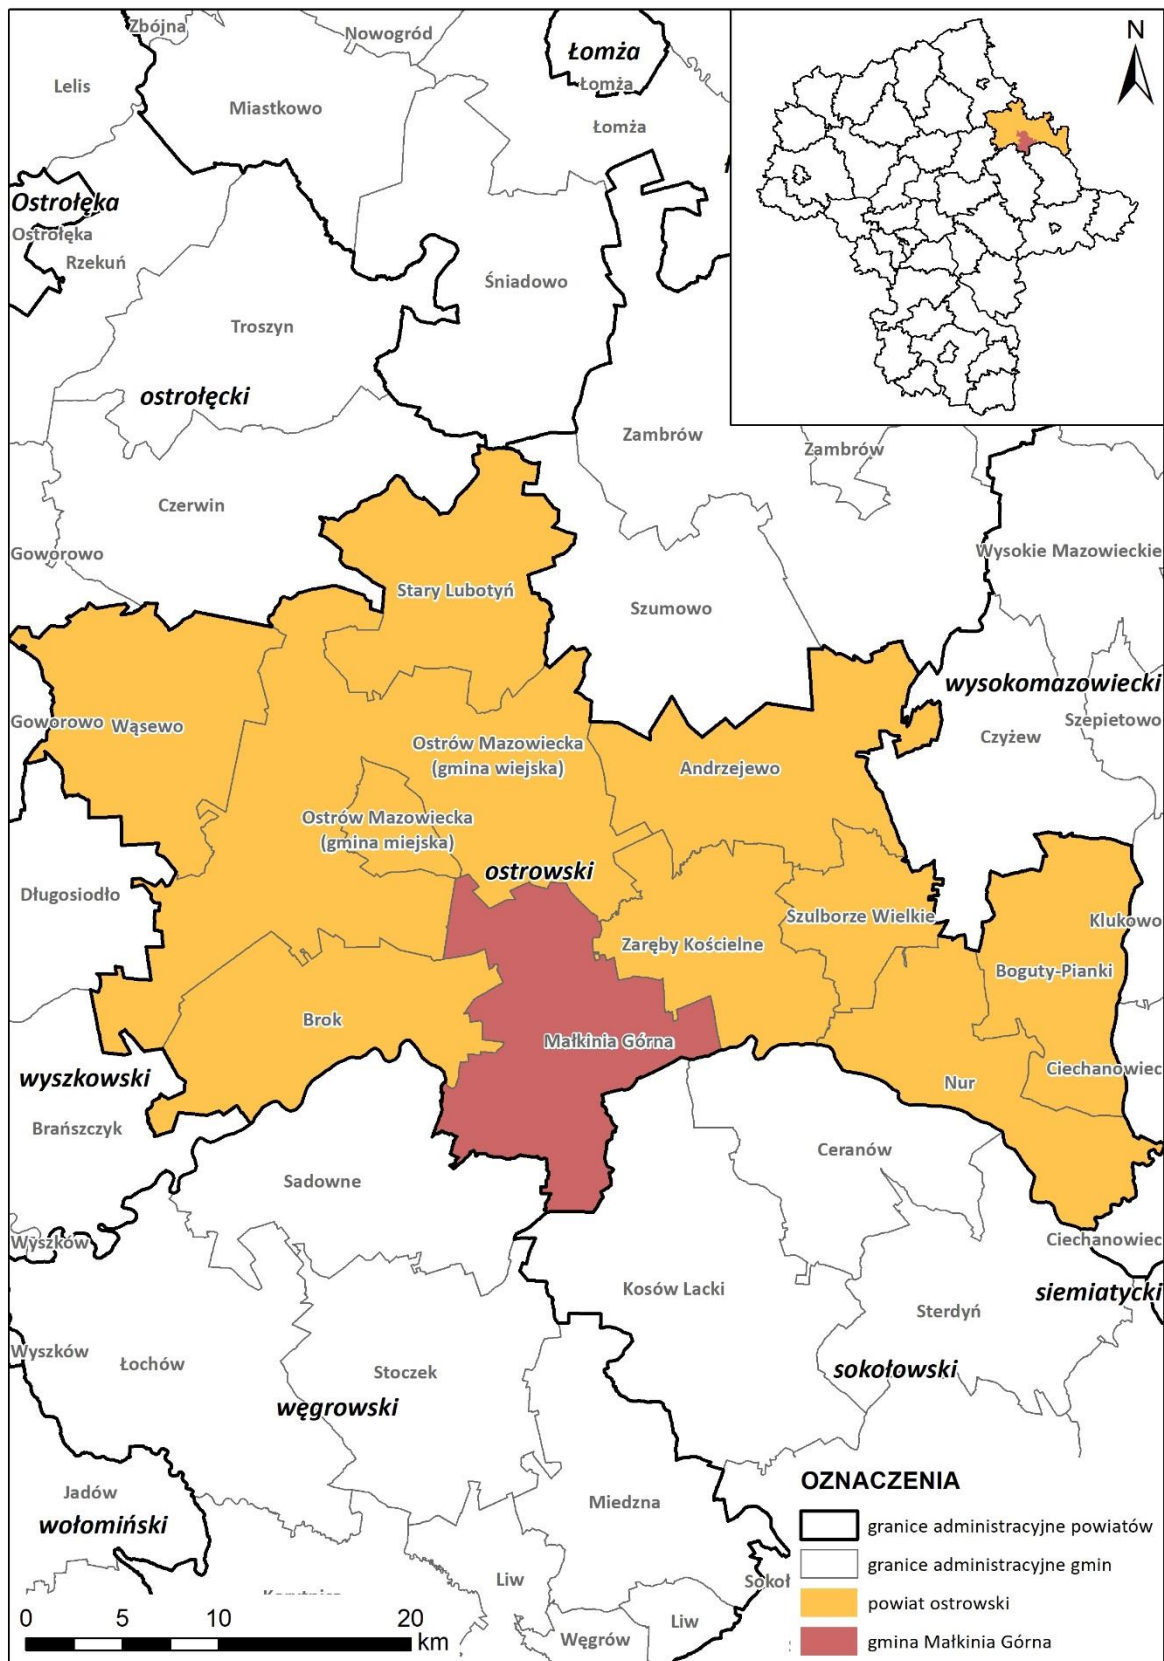 Zbójna
Nowogród
Łomża
N
Łomża
Lelis
Miastkowo
Łomża
Ostrołęka
Ostrołęka
Rzekuń
Śniadowo
Troszyn
ostrołęcki
Zambrów
Zambrów
Czerwin
Goworowo
Wysokie Mazowieckie
Stary Lubotyń
Szumowo
wysokomazowiecki
Goworowo
Wąsewo
Szepietowo
Czyżew
Ostrów Mazowiecka
(gmina wiejska)
Andrzejewo
Ostrów Mazowiecka
(gmina miejska)
ostrowski
Długosiodło
Szulborze Wielkie
Klukowo
Zaręby Kościelne
Boguty-Pianki
Brok
Małkinia Górna
wyszkowski
Nur
Ciechanowiec
Brańszczyk
Ceranów
Sadowne
Wyszków
Ciechanowiec
Kosów Lacki
siemiatycki
Sterdyń
Wyszków
Łochów
Stoczek
sokołowski
węgrowski
OZNACZENIA
Jadów
Miedzna
wołomiński
granice administracyjne powiatów
granice administracyjne gmin
Liw
Sokoł
powiat ostrowski
0 5 10 20
km
Liw
Węgrów
gmina Małkinia Górna